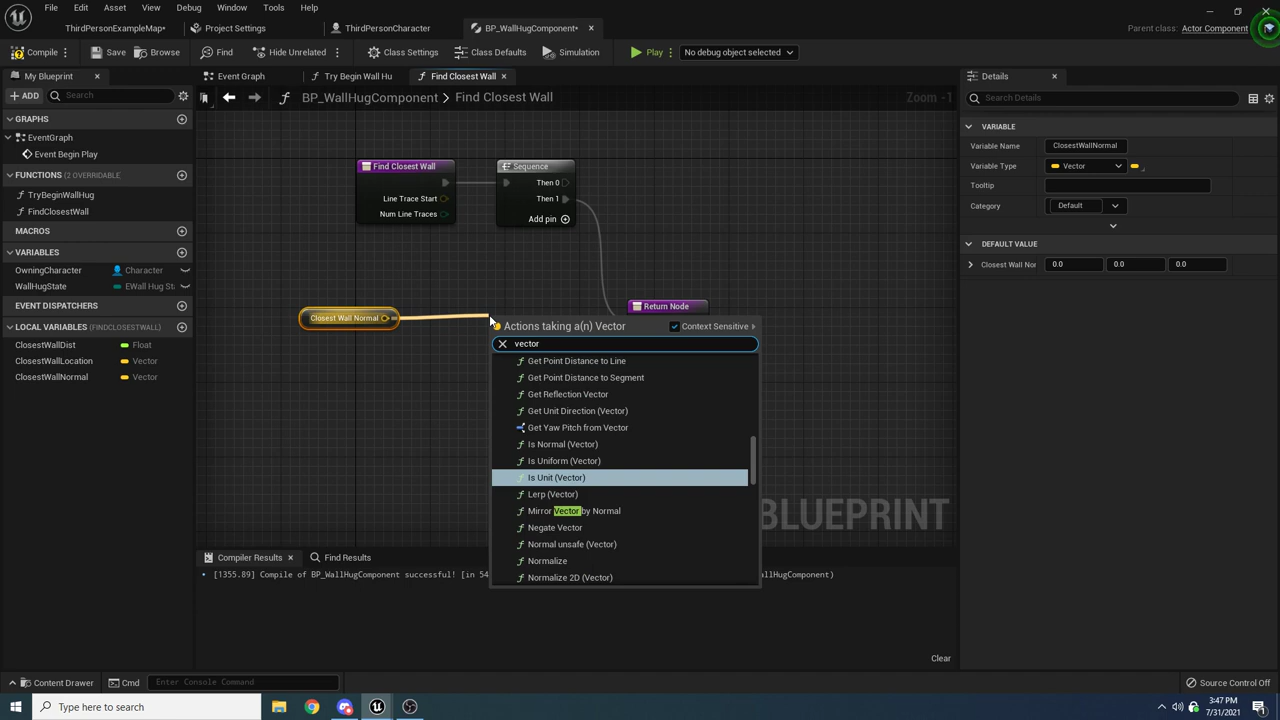 File Edit Asset View Debug Window Tools Help
ThirdPersonExampleMap• Project Settings ThirdPersonCharacter BP_WallHugComponent•
Parent class: Actor Component
Compile Save Browse Find Hide Unrelated Class Settings Class Defaults Simulation Play No debug object selected
My Blueprint
Event Graph Try Begin Wall Hu Find Closest Wall
Details
ADD Search
BP_WallHugComponent > Find Closest Wall
Zoom -1
Search Details
GRAPHS
EventGraph
Event Begin Play
FUNCTIONS (2 OVERRIDABLE
TryBeginWallHug
FindClosestWall
MACROS
VARIABLES
OwningCharacter Character
WallHugState EWall Hug St
EVENT DISPATCHERS
LOCAL VARIABLES (FINDCLOSESTWALL)
ClosestWallDist Float
ClosestWallLocation Vector
ClosestWallNormal Vector
Find Closest Wall
Line Trace Start
Num Line Traces
Sequence
Then 0
Then 1
Add pin
Closest Wall Normal
Return Node
Actions taking a(n) Vector Context Sensitive
vector
Get Point Distance to Line
Get Point Distance to Segment
Get Reflection Vector
Get Unit Direction (Vector)
Get Yaw Pitch from Vector
Is Normal (Vector)
Is Uniform (Vector)
Is Unit (Vector)
Lerp (Vector)
Mirror Vector by Normal
Negate Vector
Normal unsafe (Vector)
Normalize
Normalize 2D (Vector)
BLUEPRINT
VARIABLE
Variable Name ClosestWallNormal
Variable Type Vector
Tooltip
Category Default
DEFAULT VALUE
Closest Wall Nor 0.0 0.0 0.0
Compiler Results Find Results
[1355.89] Compile of BP_WallHugComponent successful! [in 54 allHugComponent)
Clear
Content Drawer Cmd Enter Console Command
Source Control Off
Type here to search
3:47 PM
7/31/2021